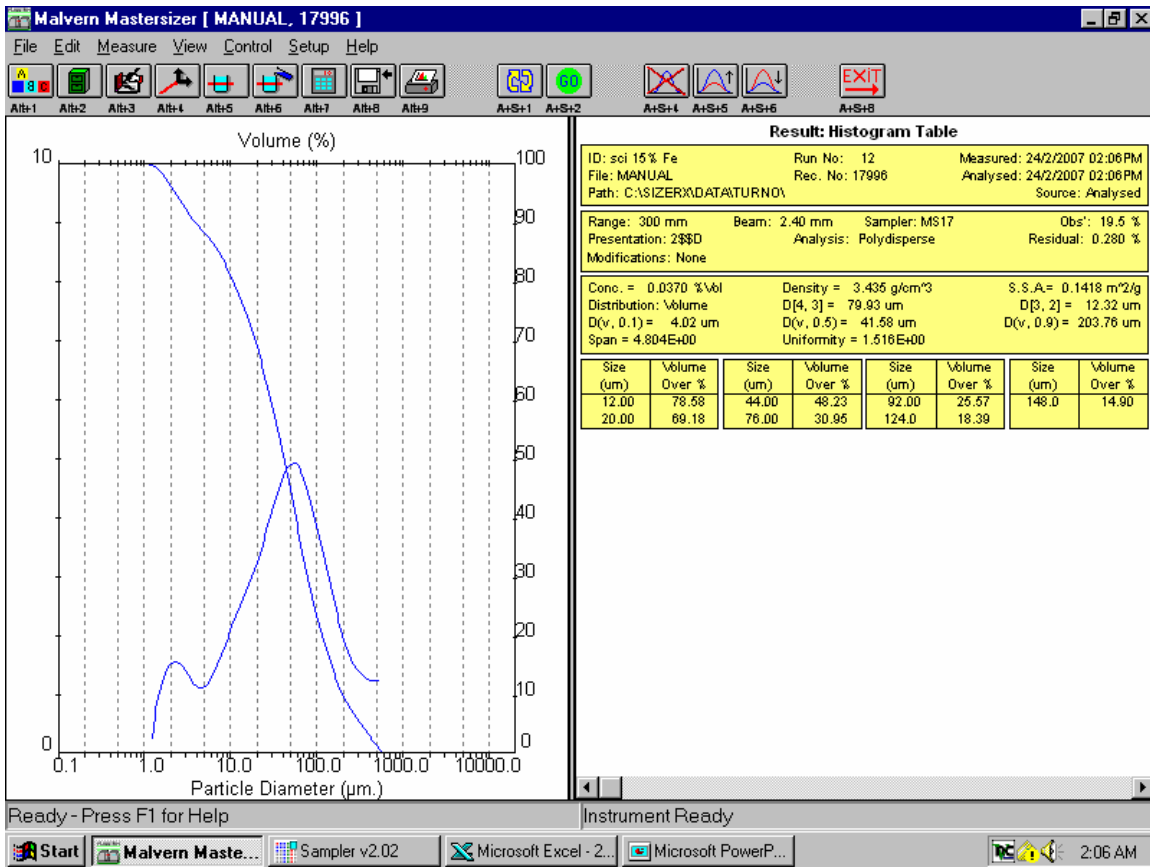 Malvern Mastersizer [ MANUAL, 17996 ]
File Edit Measure View Control Setup Help
A B C GO EXiT
Alt+1 Alt+2 Alt+3 Alt+4 Alt+5 Alt+6 Alt+7 Alt+8 Alt+9 A+S+1 A+S+2 A+S+4 A+S+5 A+S+6 A+S+8
Volume (%)
10 100
90
80
70
60
50
40
30
20
10
0 0
0.1 1.0 10.0 100.0 1000.0 10000.0
Particle Diameter (µm.)
Result: Histogram Table
ID: sci 15% Fe Run No: 12 Measured: 24/2/2007 02:06PM
File: MANUAL Rec. No: 17996 Analysed: 24/2/2007 02:06PM
Path: C:\SIZERX\DATA\TURNO\ Source: Analysed
Range: 300 mm Beam: 2.40 mm Sampler: MS17 Obs': 19.5 %
Presentation: 2$$D Analysis: Polydisperse Residual: 0.280 %
Modifications: None
Conc. = 0.0370 %Vol Density = 3.435 g/cm^3 S.S.A.= 0.1418 m^2/g
Distribution: Volume D[4, 3] = 79.93 um D[3, 2] = 12.32 um
D(v, 0.1) = 4.02 um D(v, 0.5) = 41.58 um D(v, 0.9) = 203.76 um
Span = 4.804E+00 Uniformity = 1.516E+00
Size Volume Size Volume Size Volume Size Volume
(um) Over % (um) Over % (um) Over % (um) Over %
12.00 78.58 44.00 48.23 92.00 25.57 148.0 14.90
20.00 69.18 76.00 30.95 124.0 18.39
Ready - Press F1 for Help Instrument Ready
Start Malvern Maste... Sampler v2.02 Microsoft Excel - 2... Microsoft PowerP... 2:06 AM